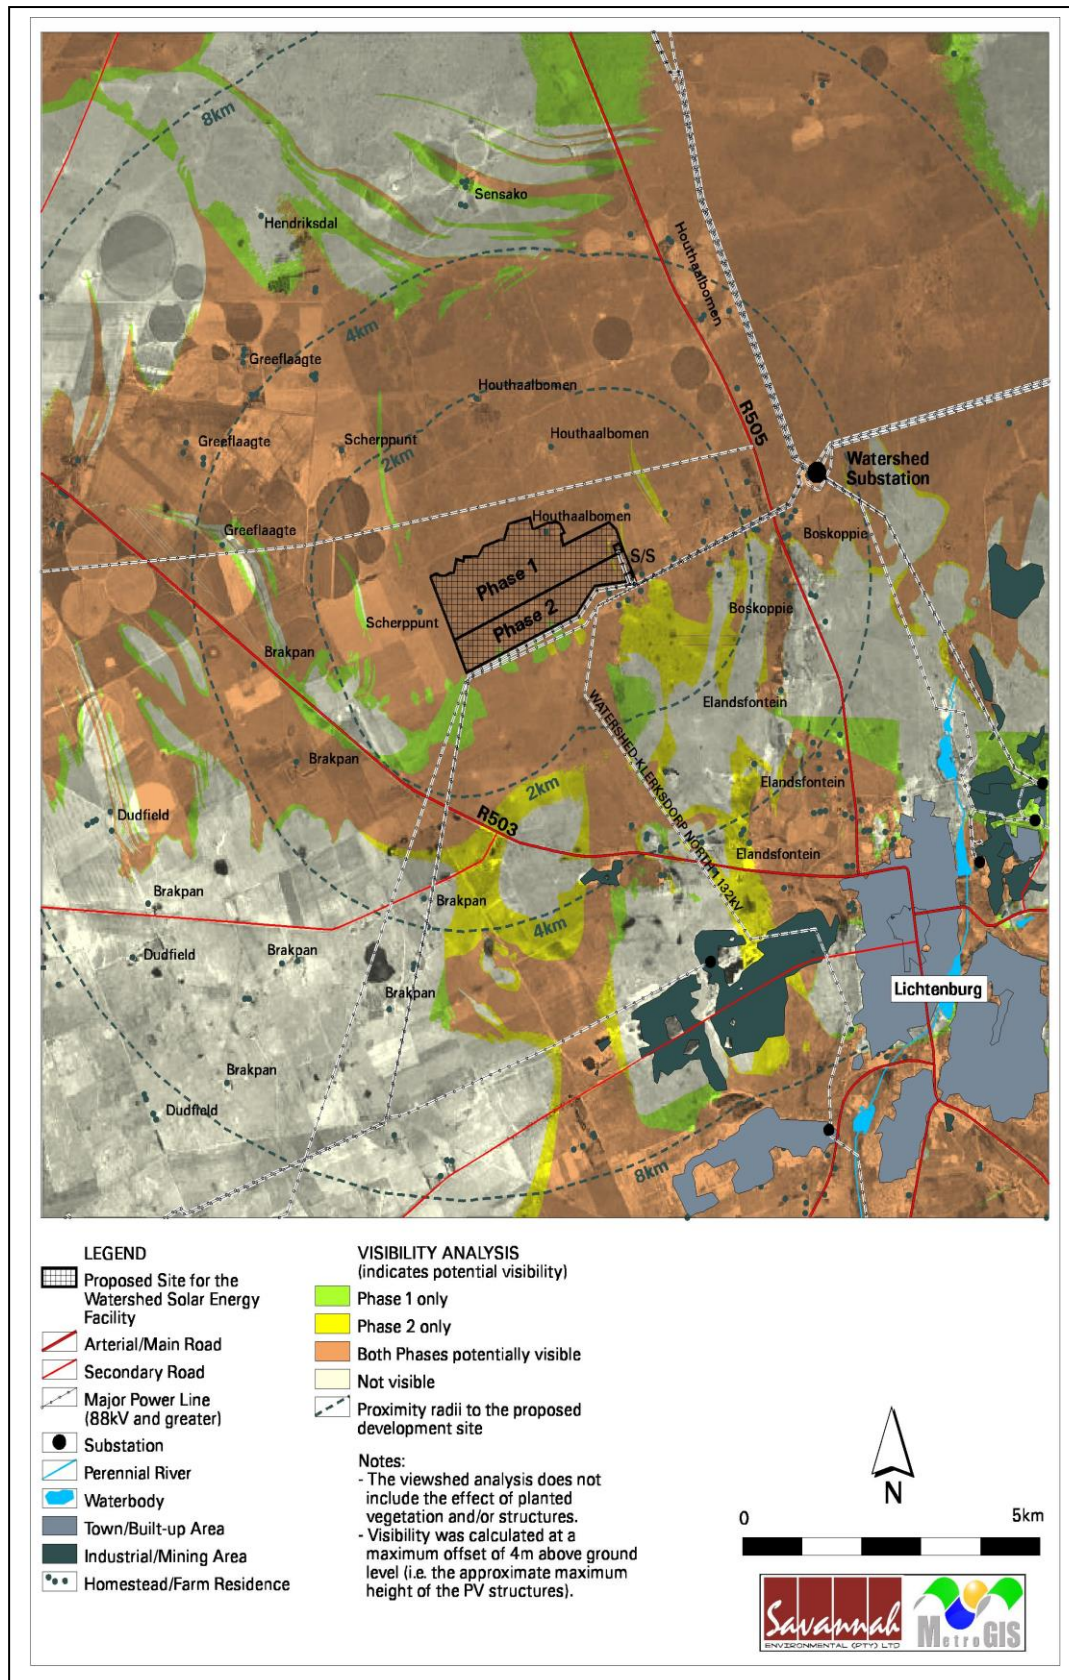 8km
Sensako
Hendriksdal
Houthaalbomen
4km
Greeflaagte
Houthaalbomen
R505
Greeflaagte
Scherppunt
Houthaalbomen
2km
Watershed
Substation
Greeflaagte
Houthaalbomen
Boskoppie
S/S
Phase 1
Phase 2
Scherppunt
Boskoppie
Brakpan
Elandsfontein
WATERSHED-KLERKSDORP NORTH 1 132kV
Brakpan
2km
Elandsfontein
Dudfield
R503
Elandsfontein
Brakpan
Brakpan
4km
Dudfield
Brakpan
Brakpan
Lichtenburg
Brakpan
Dudfield
8km
LEGEND
Proposed Site for the
Watershed Solar Energy
Facility
Arterial/Main Road
Secondary Road
Major Power Line
(88kV and greater)
Substation
Perennial River
Waterbody
Town/Built-up Area
Industrial/Mining Area
Homestead/Farm Residence
VISIBILITY ANALYSIS
(indicates potential visibility)
Phase 1 only
Phase 2 only
Both Phases potentially visible
Not visible
Proximity radii to the proposed
development site
Notes:
- The viewshed analysis does not
include the effect of planted
vegetation and/or structures.
- Visibility was calculated at a
maximum offset of 4m above ground
level (i.e. the approximate maximum
height of the PV structures).
N
0 5km
Savannah
ENVIRONMENTAL (PTY) LTD
MetroGIS